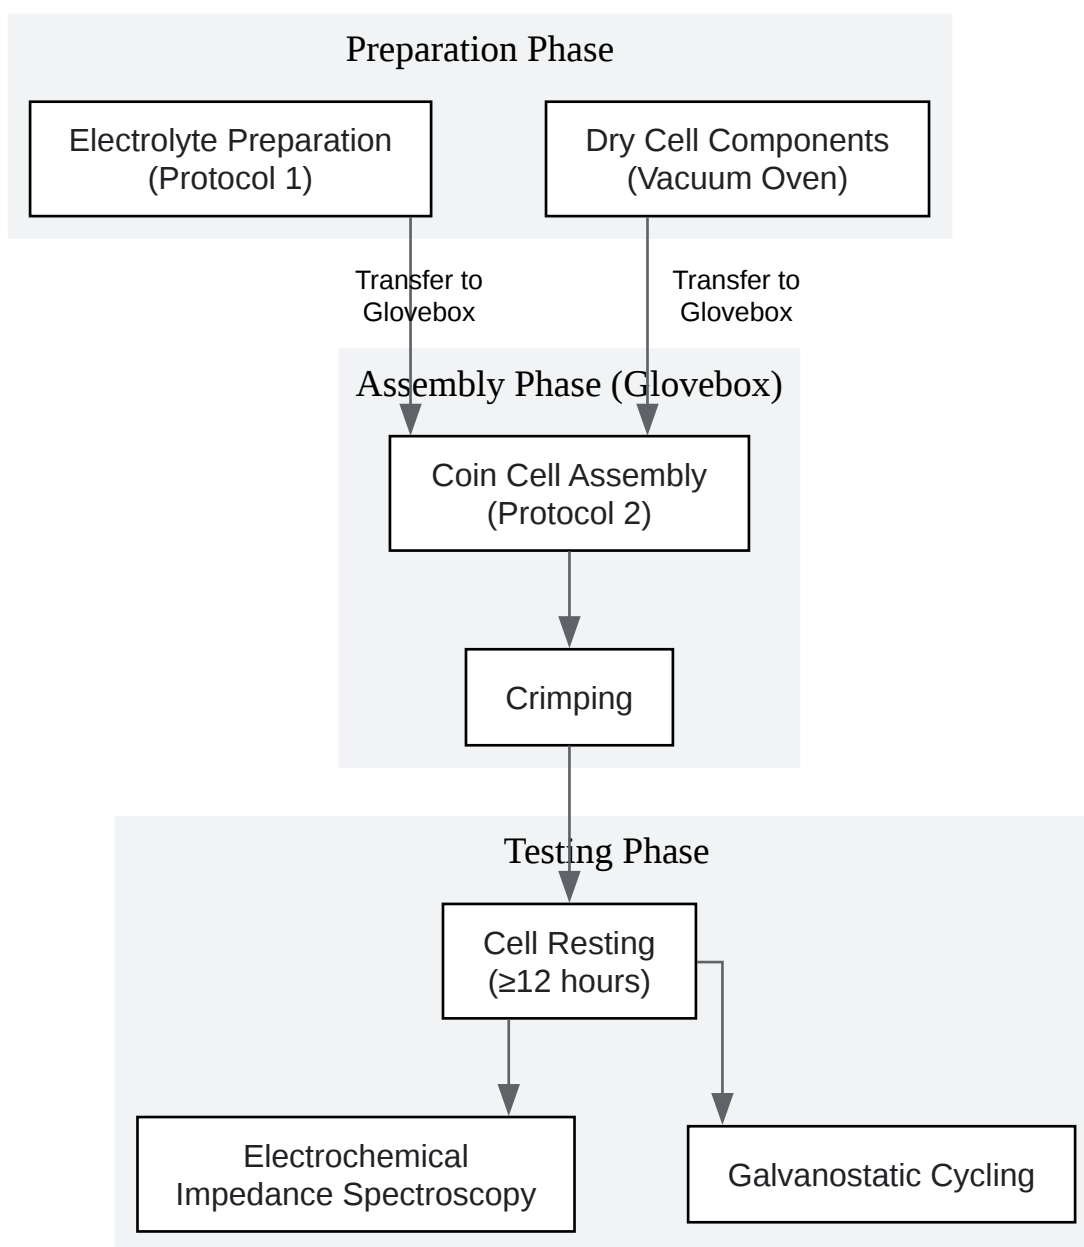 Preparation Phase
Electrolyte Preparation
(Protocol 1)
Dry Cell Components
(Vacuum Oven)
Transfer to
Glovebox
Transfer to
Glovebox
Assembly Phase (Glovebox)
Coin Cell Assembly
(Protocol 2)
Crimping
Testing Phase
Cell Resting
(≥12 hours)
Electrochemical
Impedance Spectroscopy
Galvanostatic Cycling